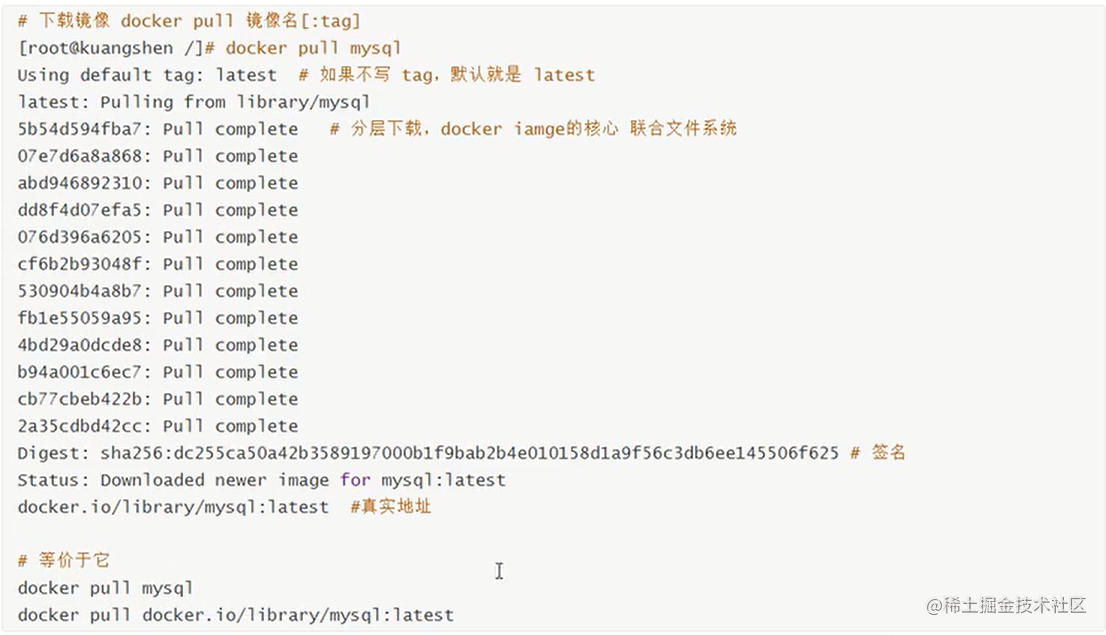 # 下载镜像 docker pull 镜像名[:tag]
[root@kuangshen /]# docker pull mysql
Using default tag: latest  # 如果不写 tag，默认就是 latest
latest: Pulling from library/mysql
5b54d594fba7: Pull complete   # 分层下载，docker iamge的核心 联合文件系统
07e7d6a8a868: Pull complete
abd946892310: Pull complete
dd8f4d07efa5: Pull complete
076d396a6205: Pull complete
cf6b2b93048f: Pull complete
530904b4a8b7: Pull complete
fb1e55059a95: Pull complete
4bd29a0dcde8: Pull complete
b94a001c6ec7: Pull complete
cb77cbeb422b: Pull complete
2a35cdbd42cc: Pull complete
Digest: sha256:dc255ca50a42b3589197000b1f9bab2b4e010158d1a9f56c3db6ee145506f625 # 签名
Status: Downloaded newer image for mysql:latest
docker.io/library/mysql:latest  #真实地址
# 等价于它
docker pull mysql
docker pull docker.io/library/mysql:latest
@稀土掘金技术社区